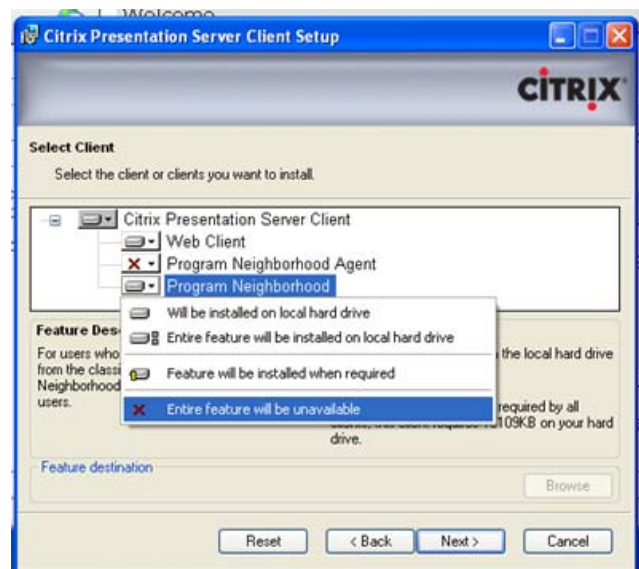 Welcome
Citrix Presentation Server Client Setup
CITRIX
Select Client
Select the client or clients you want to install.
Citrix Presentation Server Client
Web Client
Program Neighborhood Agent
Program Neighborhood
Will be installed on local hard drive
Entire feature will be installed on local hard drive
Feature will be installed when required
Entire feature will be unavailable
Feature Des
For users who
from the classi
Neighborhood
users.
the local hard drive
required by all
109KB on your hard
drive.
Feature destination
Browse
Reset
< Back
Next >
Cancel